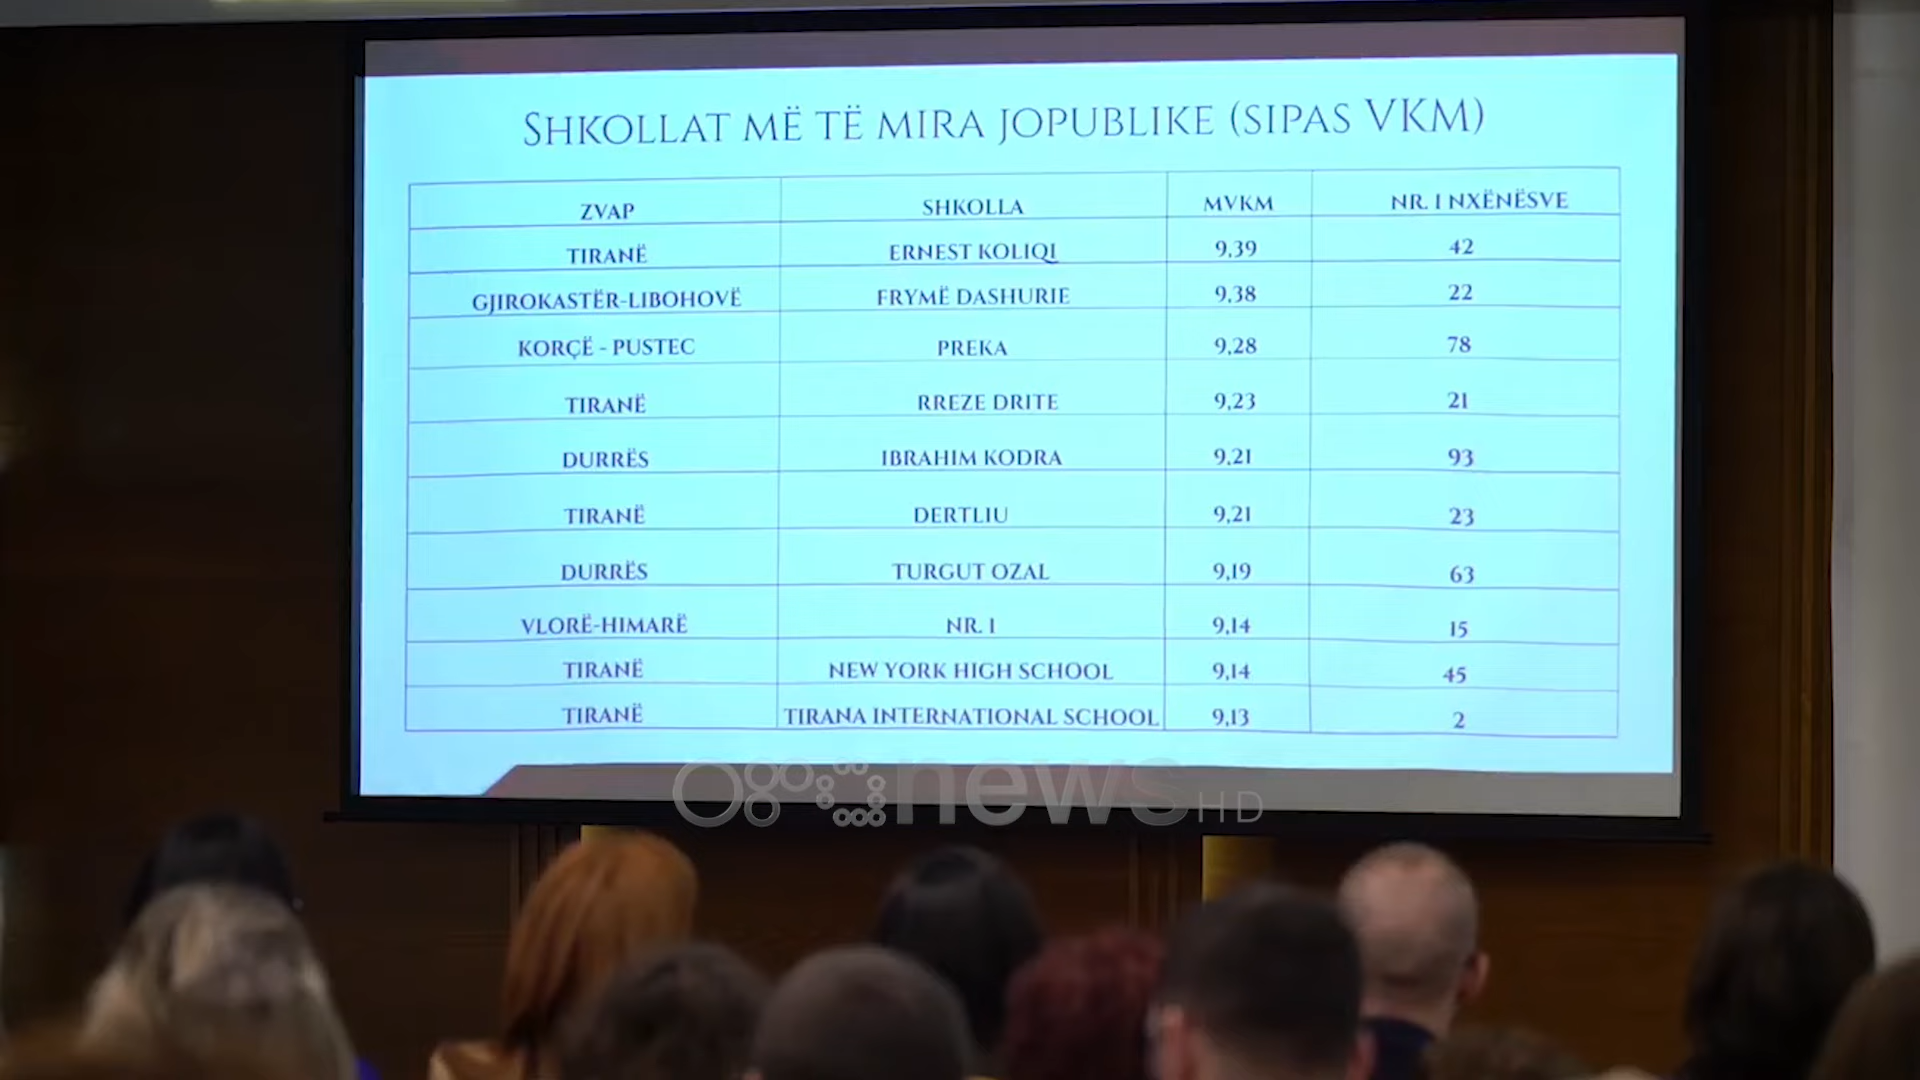 SHKOLLAT MË TË MIRA JOPUBLIKE (SIPAS VKM)
ZVAP SHKOLLA MVKM NR. I NXËNËSVE
TIRANË ERNEST KOLIQI 9,39 42
GJIROKASTËR-LIBOHOVË FRYMË DASHURIE 9,38 22
KORÇË - PUSTEC PREKA 9,28 78
TIRANË RREZE DRITE 9,23 21
DURRËS IBRAHIM KODRA 9,21 93
TIRANË DERTLIU 9,21 23
DURRËS TURGUT OZAL 9,19 63
VLORË-HIMARË NR. 1 9,14 15
TIRANË NEW YORK HIGH SCHOOL 9,14 45
TIRANË TIRANA INTERNATIONAL SCHOOL 9,13 2
news HD